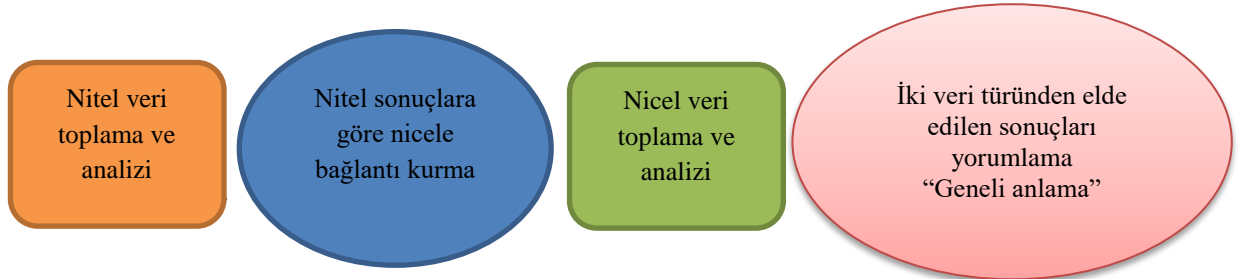 Nitel veri
toplama ve
analizi
Nitel sonuçlara
göre nicele
bağlantı kurma
Nicel veri
toplama ve
analizi
İki veri türünden elde
edilen sonuçları
yorumlama
“Geneli anlama”